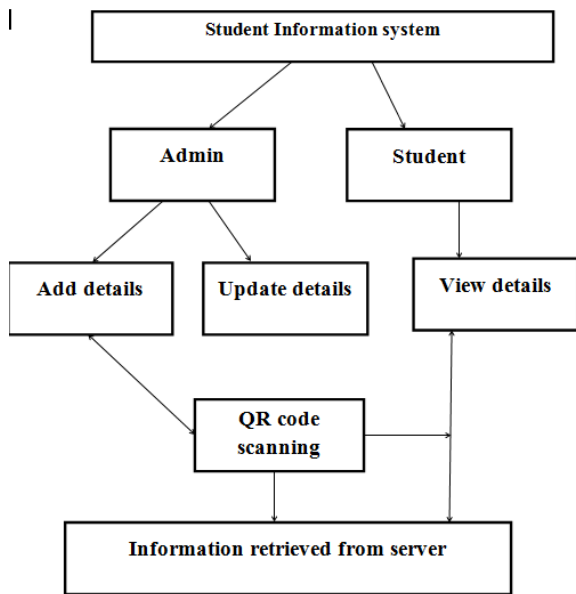 Student Information system
Admin
Student
Add details
Update details
View details
QR code
scanning
Information retrieved from server